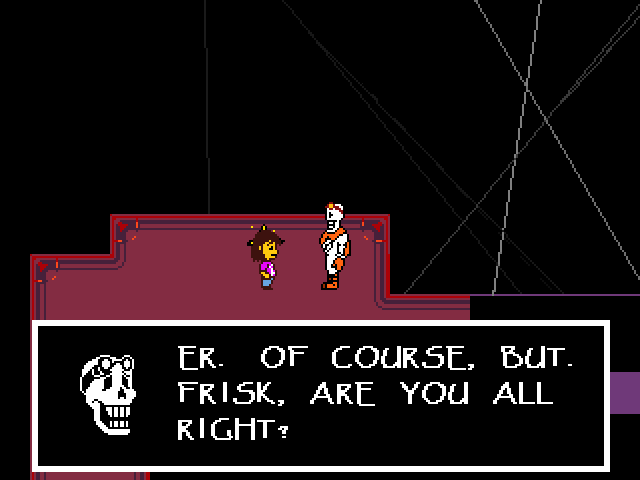 ER. OF COURSE, BUT.
FRISK, ARE YOU ALL
RIGHT?